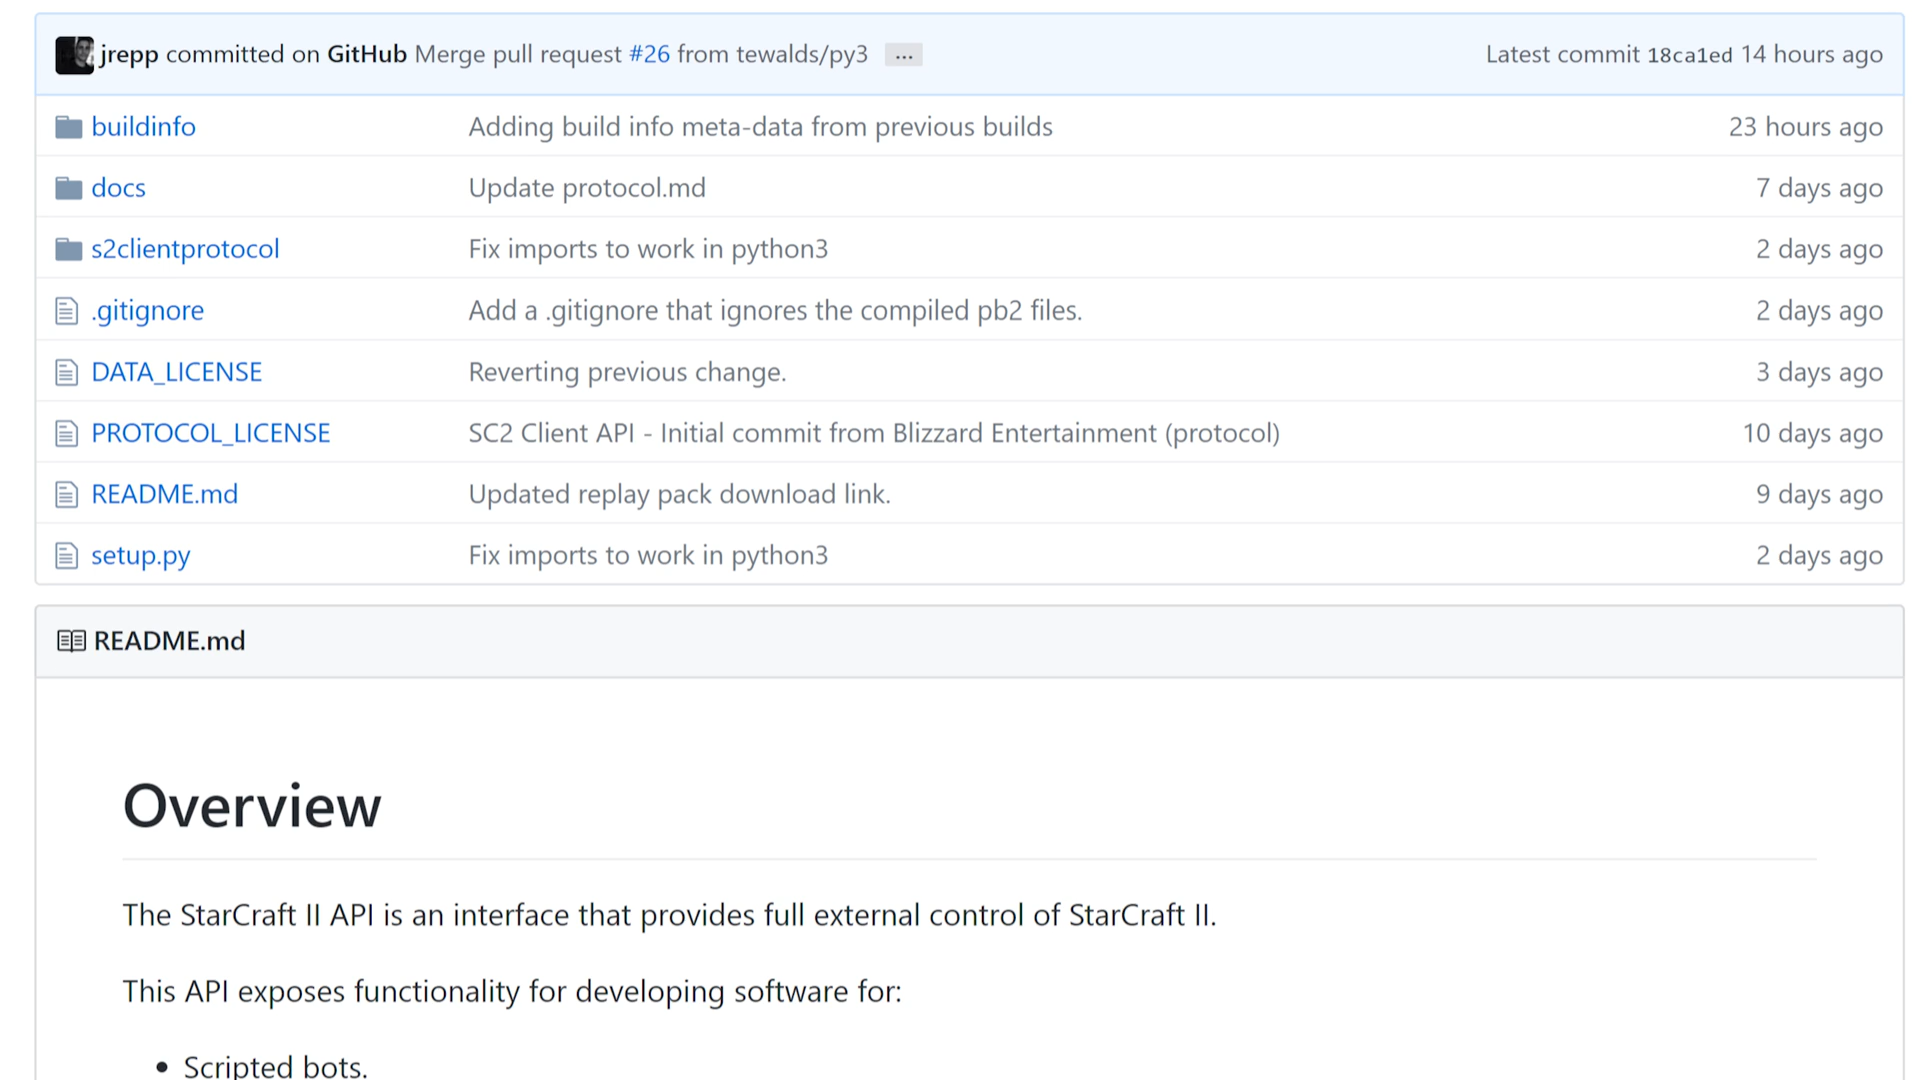 jrepp committed on GitHub Merge pull request #26 from tewalds/py3 ... Latest commit 18ca1ed 14 hours ago
buildinfo Adding build info meta-data from previous builds 23 hours ago
docs Update protocol.md 7 days ago
s2clientprotocol Fix imports to work in python3 2 days ago
.gitignore Add a .gitignore that ignores the compiled pb2 files. 2 days ago
DATA_LICENSE Reverting previous change. 3 days ago
PROTOCOL_LICENSE SC2 Client API - Initial commit from Blizzard Entertainment (protocol) 10 days ago
README.md Updated replay pack download link. 9 days ago
setup.py Fix imports to work in python3 2 days ago
README.md
Overview
The StarCraft II API is an interface that provides full external control of StarCraft II.
This API exposes functionality for developing software for:
• Scripted bots.